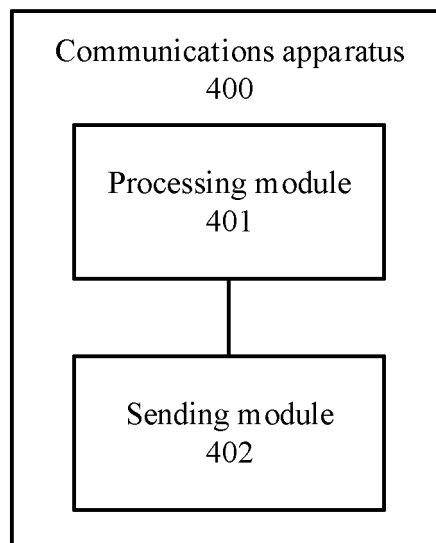 Communications apparatus
400
Processing module
401
Sending module
402